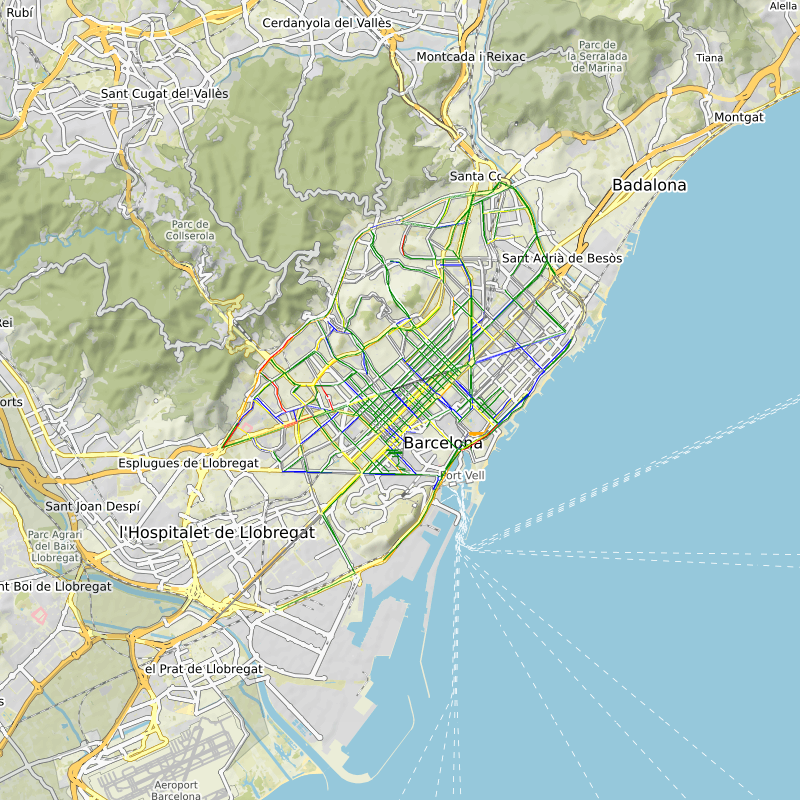 Rubí
Alella
Cerdanyola del Vallès
Parc de
la Serralada
de Marina
Montcada i Reixac
Tiana
Sant Cugat del Vallès
Montgat
Santa Co
Badalona
Parc de
Collserola
Sant Adrià de Besòs
Rei
orts
Barcelona
Esplugues de Llobregat
Port Vell
Sant Joan Despí
l'Hospitalet de Llobregat
Parc Agrari
del Baix
Llobregat
nt Boi de Llobregat
el Prat de Llobregat
s
Aeroport
Barcelona